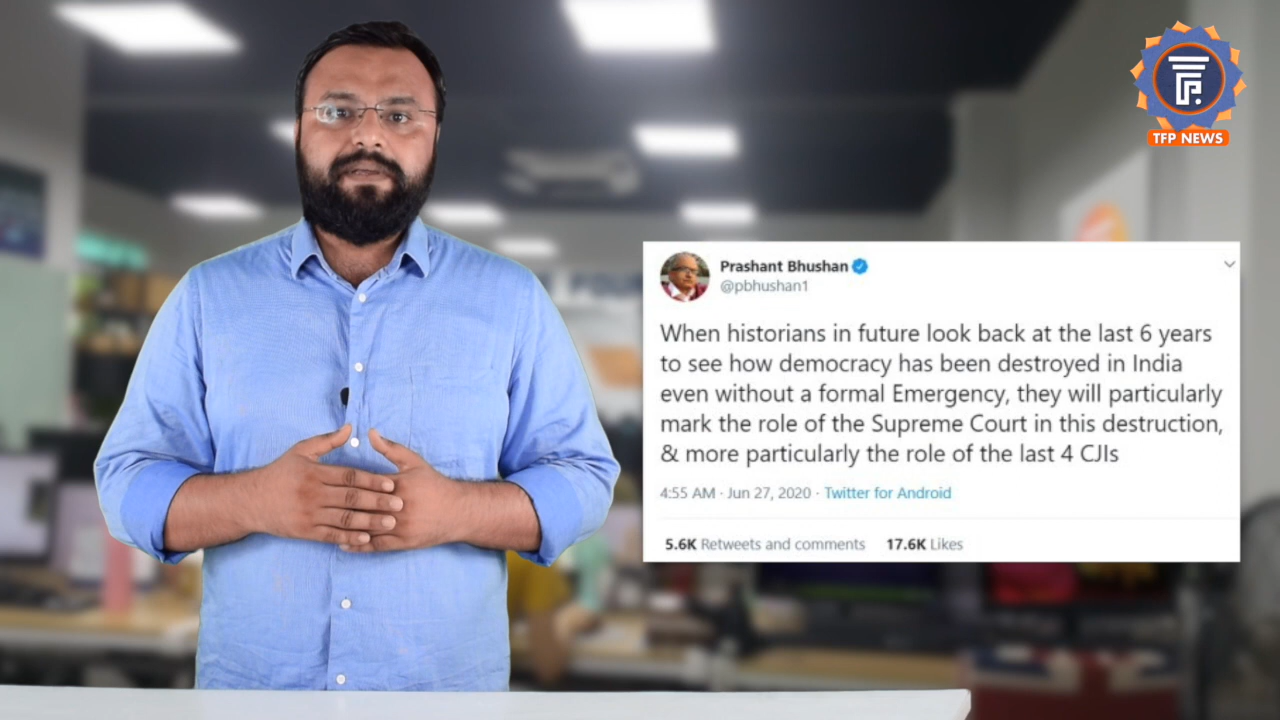 TFP NEWS
Prashant Bhushan
@pbhushan1
When historians in future look back at the last 6 years
to see how democracy has been destroyed in India
even without a formal Emergency, they will particularly
mark the role of the Supreme Court in this destruction,
& more particularly the role of the last 4 CJIs
4:55 AM · Jun 27, 2020 · Twitter for Android
5.6K Retweets and comments 17.6K Likes